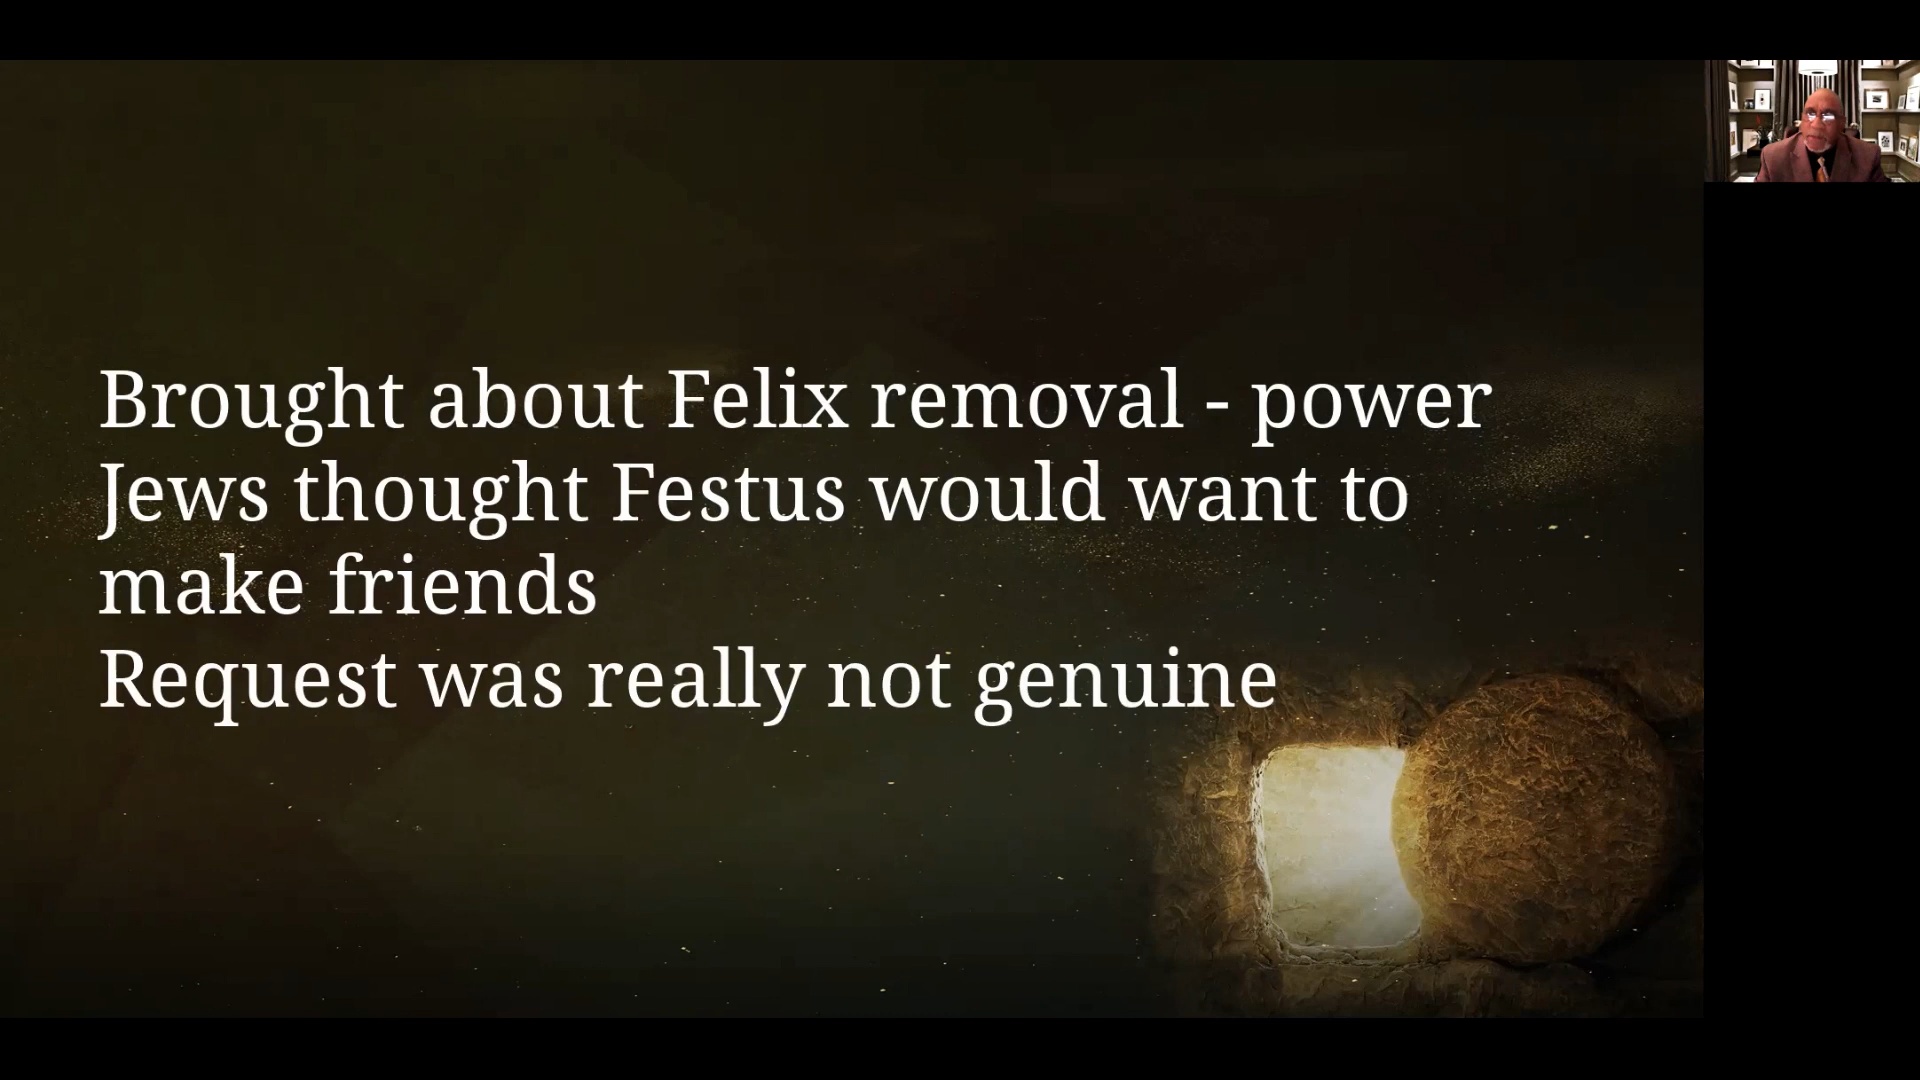 Brought about Felix removal - power
Jews thought Festus would want to
make friends
Request was really not genuine